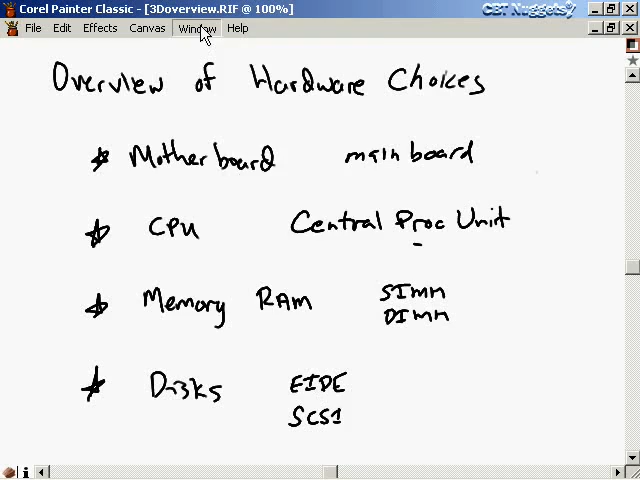 Corel Painter Classic - [3Doverview.RIF @ 100%]
CBT Nuggets
File Edit Effects Canvas Window Help
Overview of Hardware Choices
Motherboard main board
CPU Central Proc Unit
Memory RAM SIMM
DIMM
Disks EIDE
SCSI